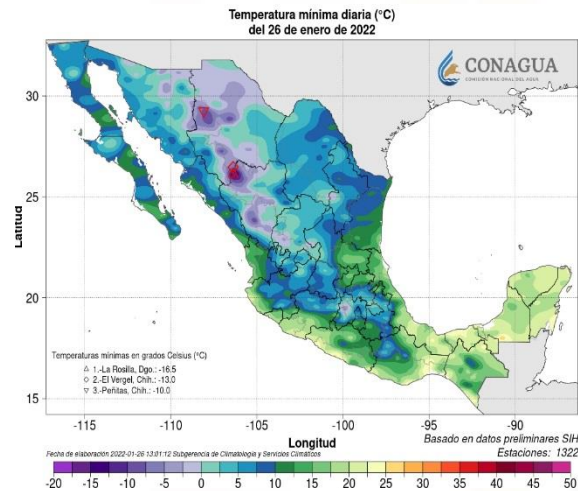 Temperatura mínima diaria (°C)
del 26 de enero de 2022
CONAGUA
COMISIÓN NACIONAL DEL AGUA
30
25
20
15
Latitud
Temperaturas mínimas en grados Celsius (°C)
△ 1.-La Rosilla, Dgo.: -16.5
◇ 2.-El Vergel, Chih.: -13.0
▽ 3.-Peñitas, Chih.: -10.0
-115 -110 -105 -100 -95 -90
Longitud
Basado en datos preliminares SIH
Fecha de elaboración 2022-01-26 13:01:12 Subgerencia de Climatología y Servicios Climáticos
Estaciones: 1322
-20 -15 -10 -5 0 5 10 15 20 25 30 35 40 45 50